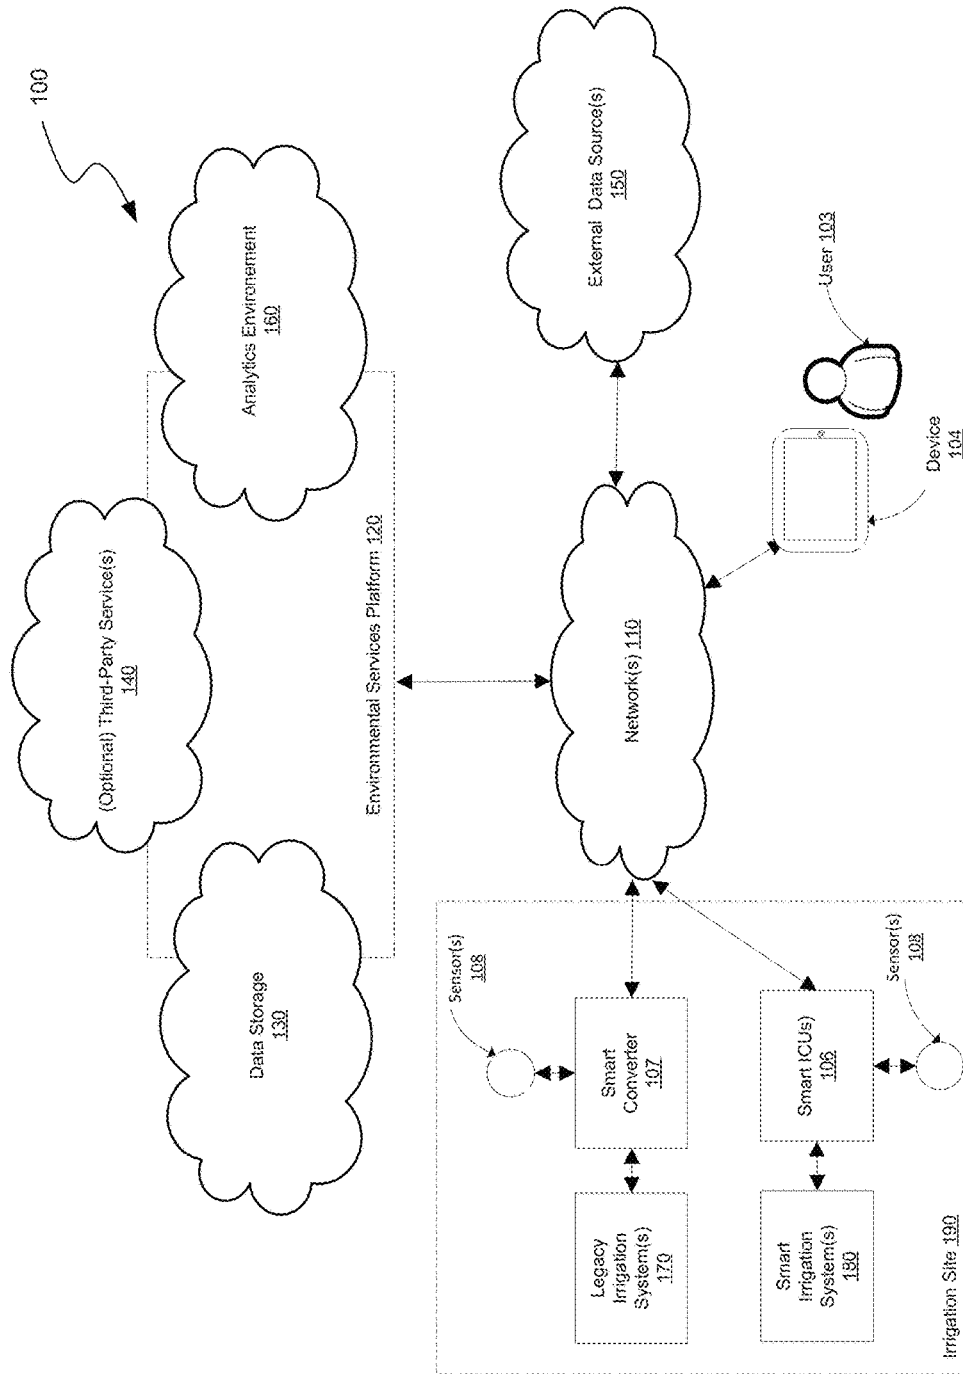 100
(Optional) Third-Party Service(s)
140
Data Storage
130
Analytics Environement
160
Environmental Services Platform 120
Sensor(s)
108
Network(s) 110
External Data Source(s)
150
Legacy
Irrigation
System(s)
170
Smart
Converter
107
Smart
Irrigation
System(s)
180
Smart ICUs)
106
Sensor(s)
108
Device
104
User 103
Irrigation Site 190